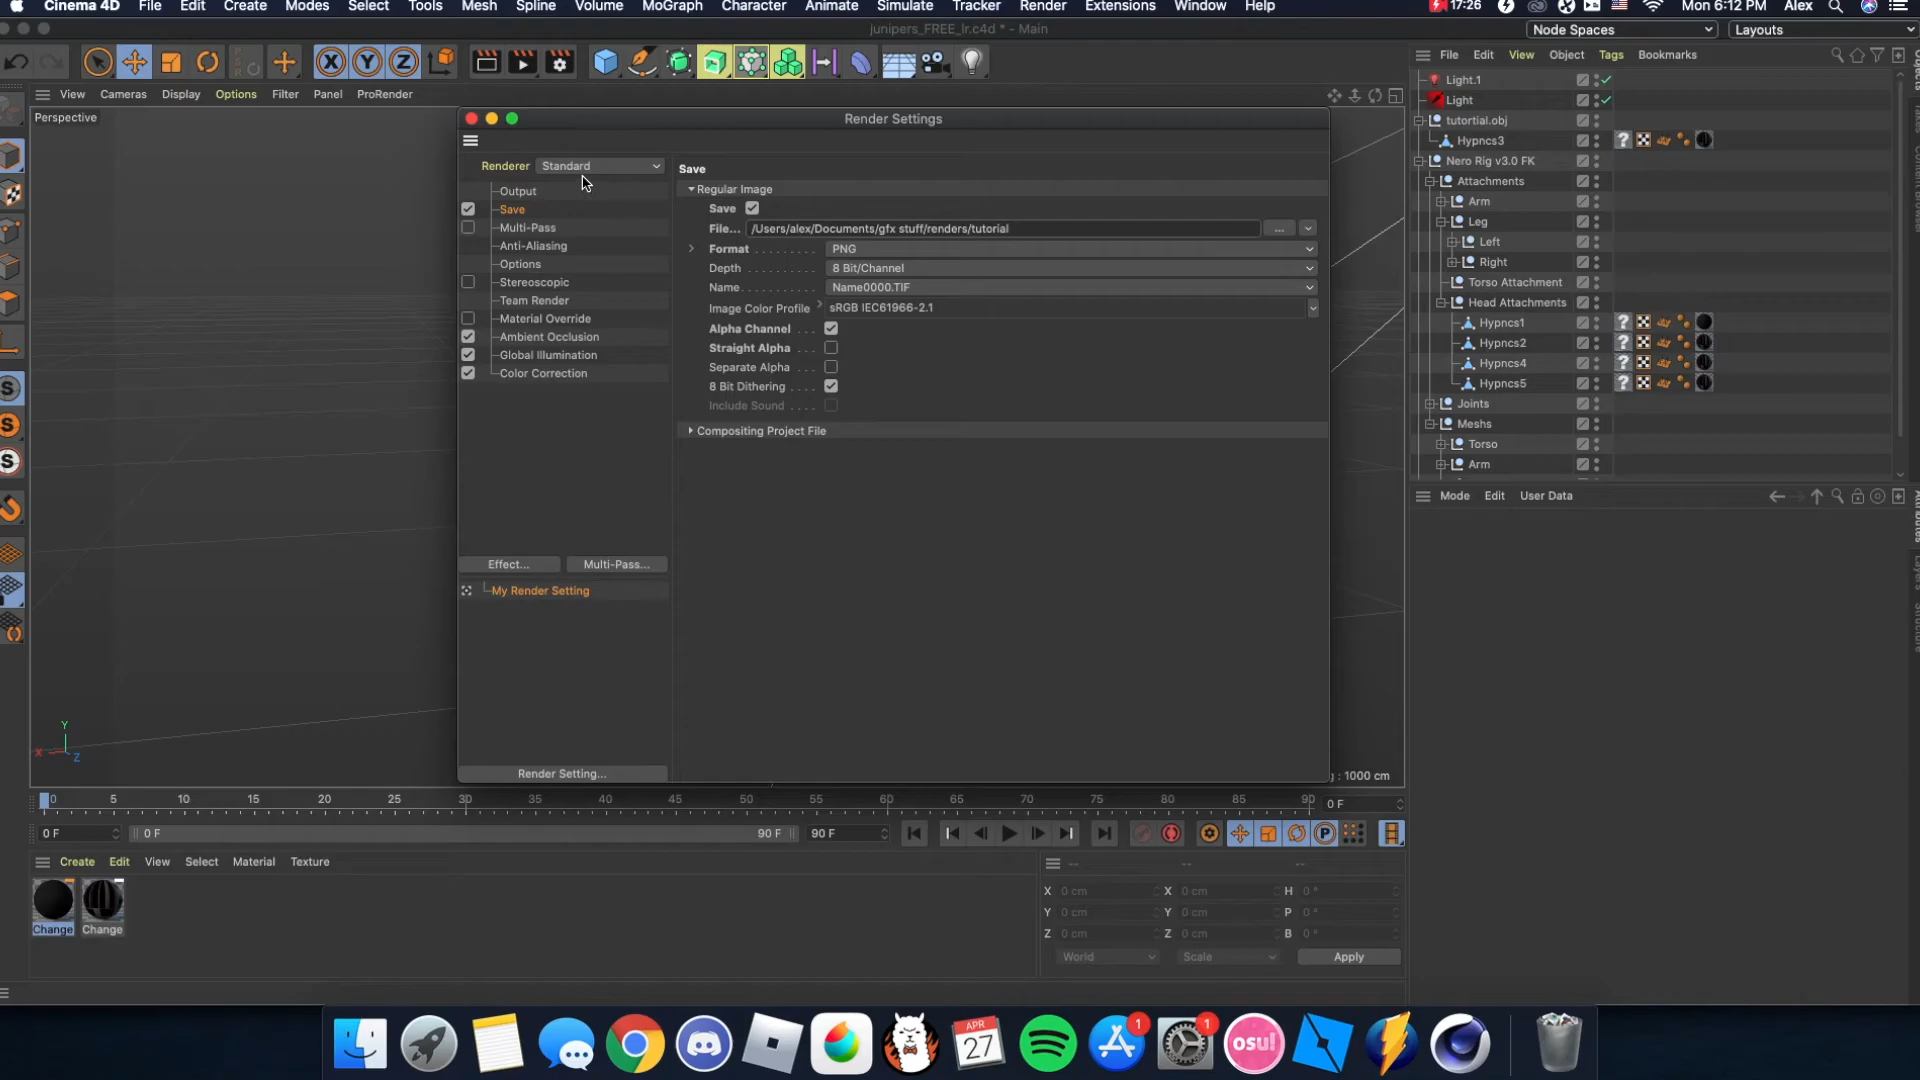 Cinema 4D File Edit Create Modes Select Tools Mesh Spline Volume MoGraph Character Animate Simulate Tracker Render Extensions Window Help 17:26 Mon 6:12 PM Alex
junipers_FREE_lr.c4d * - Main
Node Spaces Layouts
X Y Z
File Edit View Object Tags Bookmarks
View Cameras Display Options Filter Panel ProRender
Perspective
Render Settings
Renderer Standard
Output
Save
Multi-Pass
Anti-Aliasing
Options
Stereoscopic
Team Render
Material Override
Ambient Occlusion
Global Illumination
Color Correction
Effect... Multi-Pass...
My Render Setting
Render Setting...
Save
Regular Image
Save
File... /Users/alex/Documents/gfx stuff/renders/tutorial ...
Format . . . . . . . . . . PNG
Depth . . . . . . . . . . . 8 Bit/Channel
Name. . . . . . . . . . . . Name0000.TIF
Image Color Profile sRGB IEC61966-2.1
Alpha Channel . . .
Straight Alpha . . . .
Separate Alpha . . . .
8 Bit Dithering . . . . .
Include Sound . . . .
Compositing Project File
Light.1
Light
tutortial.obj
Hypncs3
Nero Rig v3.0 FK
Attachments
Arm
Leg
Left
Right
Torso Attachment
Head Attachments
Hypncs1
Hypncs2
Hypncs4
Hypncs5
Joints
Meshs
Torso
Arm
Mode Edit User Data
Y
X Z
: 1000 cm
0 5 10 15 20 25 30 35 40 45 50 55 60 65 70 75 80 85 90 0 F
0 F 0 F 90 F 90 F
Create Edit View Select Material Texture
Change Change
-- -- --
X 0 cm X 0 cm H 0 °
Y 0 cm Y 0 cm P 0 °
Z 0 cm Z 0 cm B 0 °
World Scale Apply
APR
27
1
1
osu!